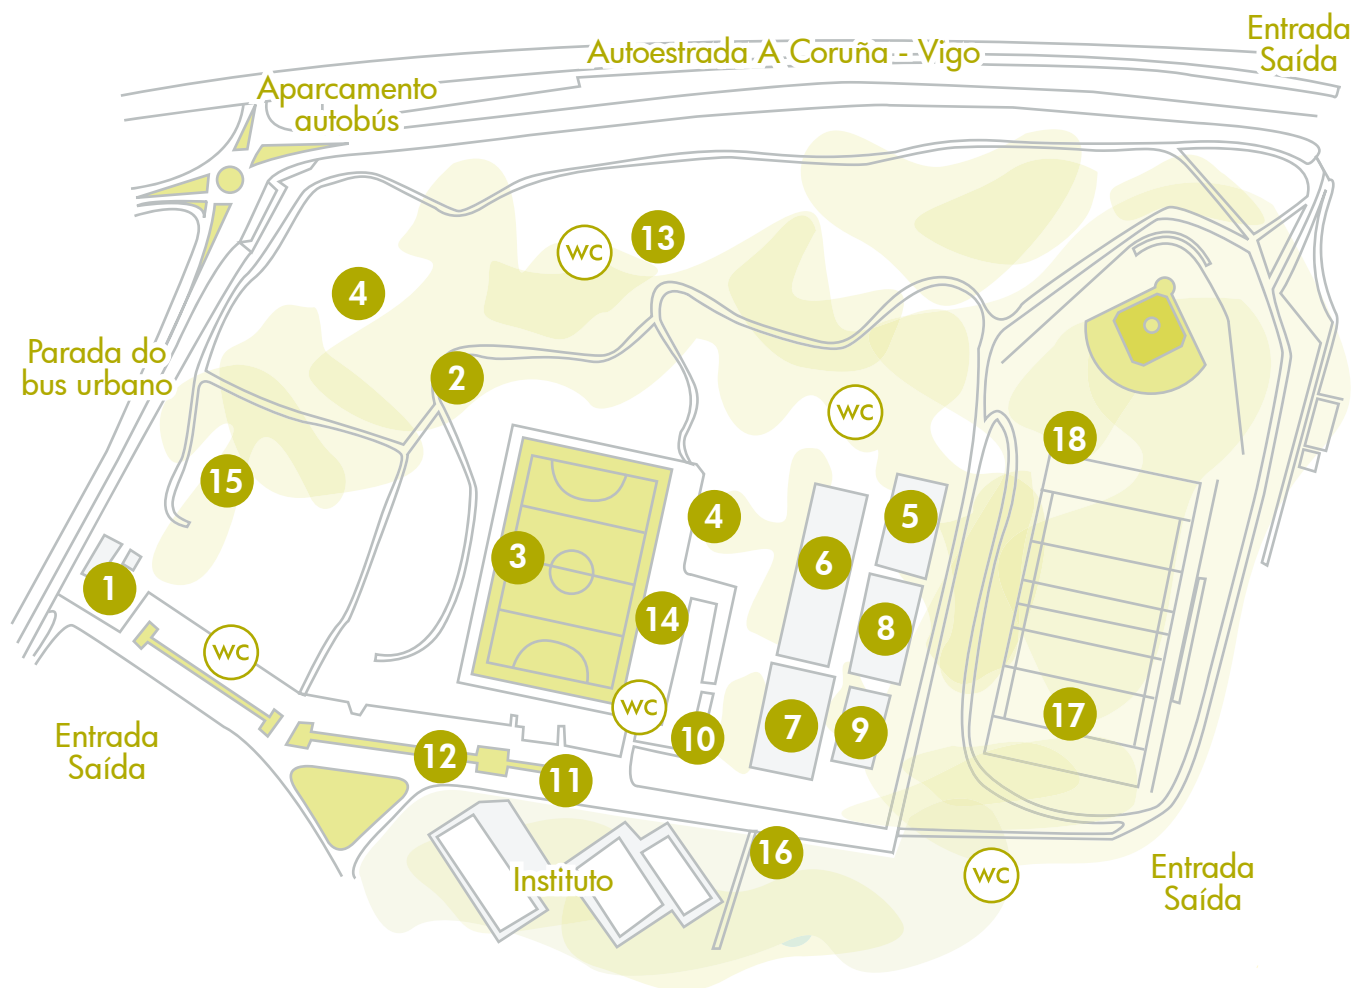 Entrada
Saída
Autoestrada A Coruña - Vigo
Aparcamento
autobús
WC
13
4
Parada do
bus urbano
2
WC
18
15
4
5
3
6
1
14
8
WC
WC
17
10
7
9
Entrada
Saída
12
11
16
Instituto
WC
Entrada
Saída